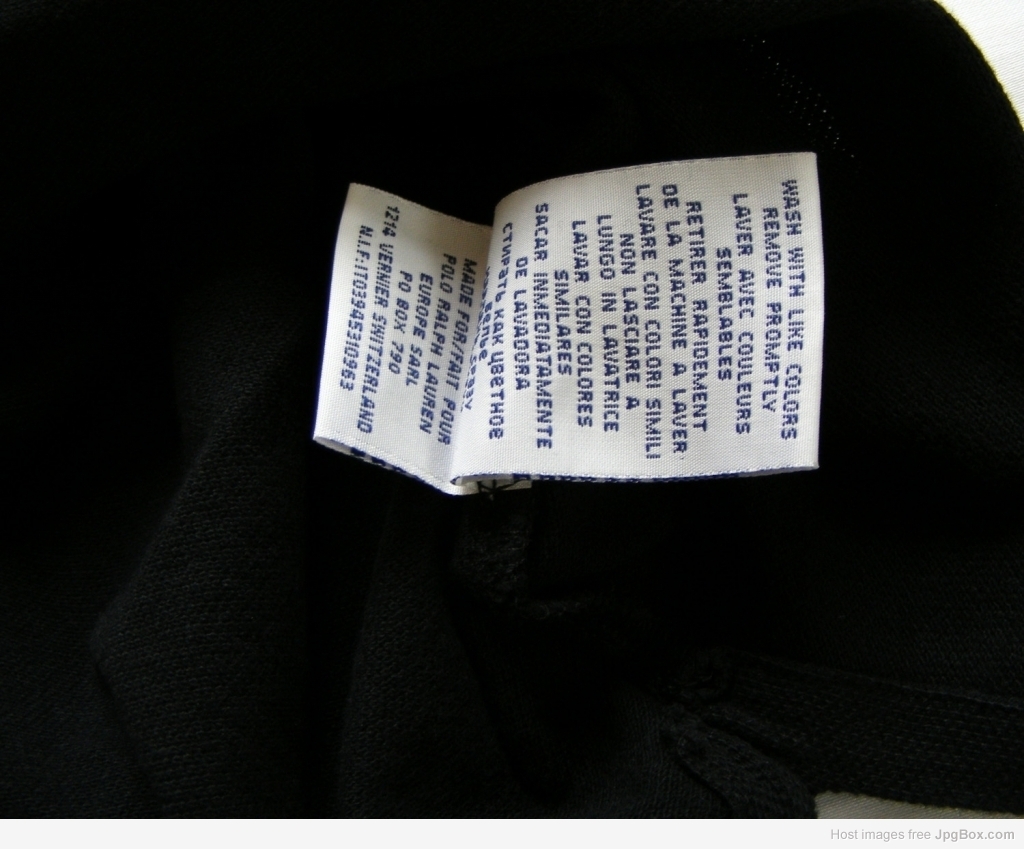 WASH WITH LIKE COLORS
REMOVE PROMPTLY
LAVER AVEC COULEURS
SEMBLABLES
RETIRER RAPIDEMENT
DE LA MACHINE A LAVER
LAVARE CON COLORI SIMILI
NON LASCIARE A
LUNGO IN LAVATRICE
LAVAR CON COLORES
SIMILARES
SACAR INMEDIATAMENTE
DE LAVADORA
стирать как цветное
MADE FOR/FAIT POUR
POLO RALPH LAUREN
EUROPE SARL
PO BOX 790
1214 VERNIER SWITZERLAND
N.I.F:IT03945310963
Host images free JpgBox.com